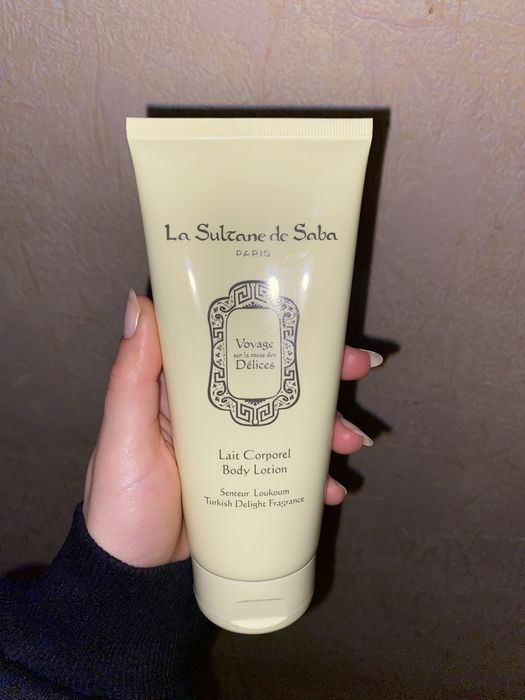 La Sultane de Saba
PARIS
Voyage
sur la route des
Délices
Lait Corporel
Body Lotion
Senteur Loukoum
Turkish Delight Fragrance